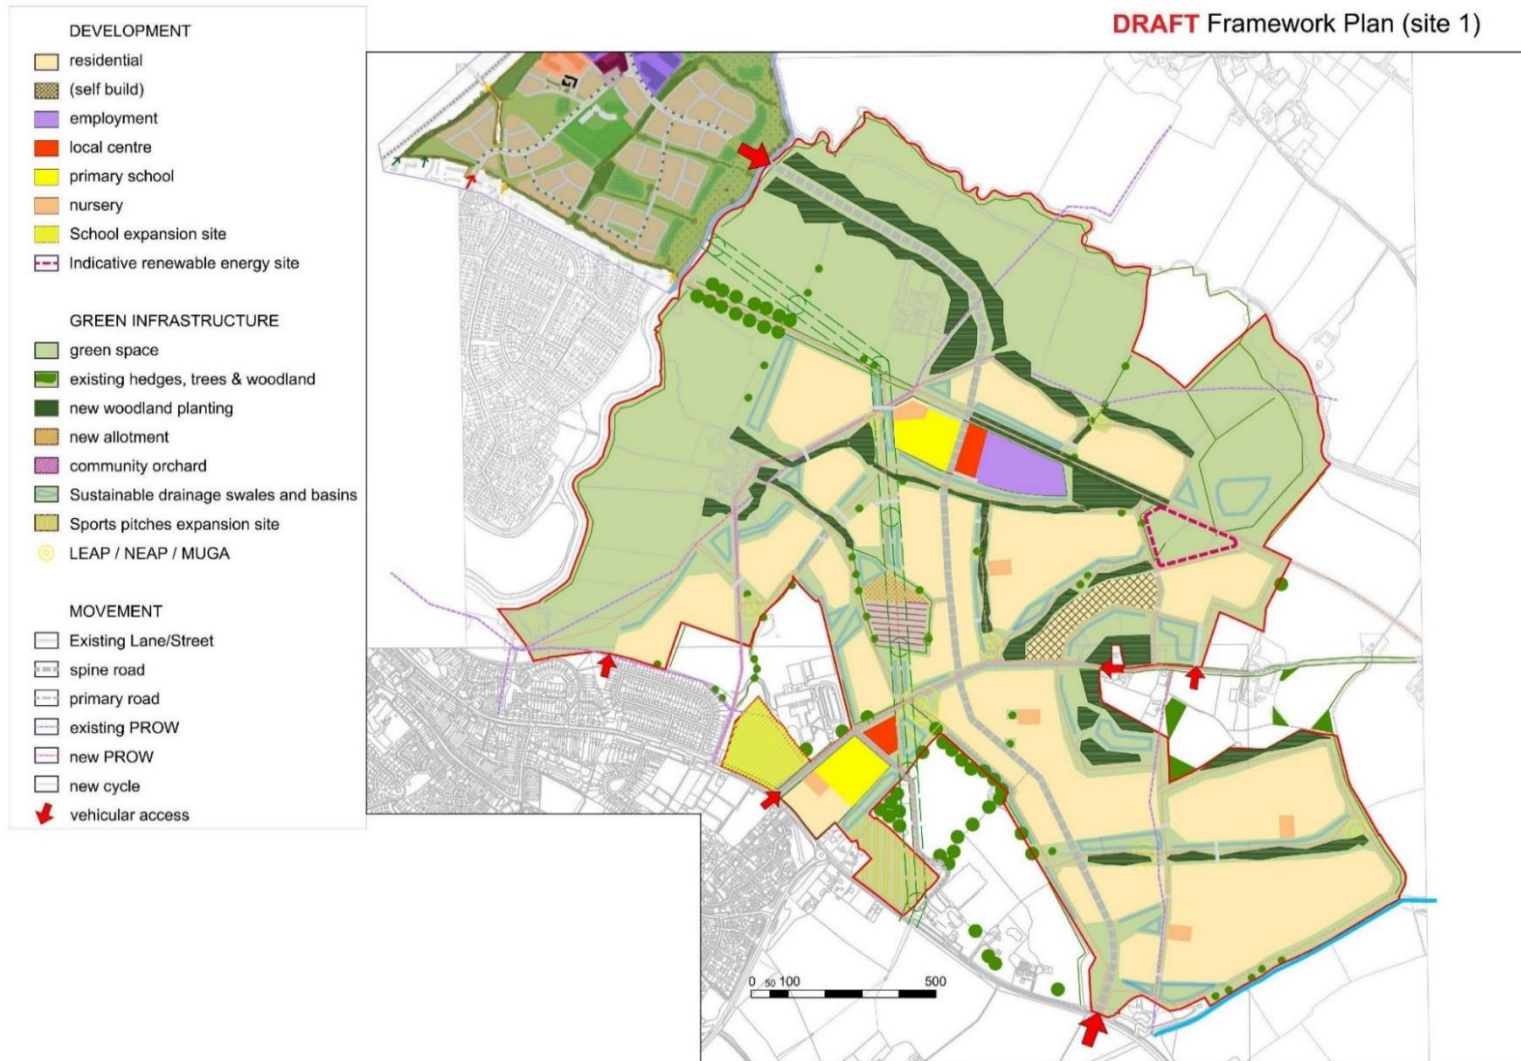 DRAFT Framework Plan (site 1)
DEVELOPMENT
residential
(self build)
employment
local centre
primary school
nursery
School expansion site
Indicative renewable energy site
GREEN INFRASTRUCTURE
green space
existing hedges, trees & woodland
new woodland planting
new allotment
community orchard
Sustainable drainage swales and basins
Sports pitches expansion site
LEAP / NEAP / MUGA
MOVEMENT
Existing Lane/Street
spine road
primary road
existing PROW
new PROW
new cycle
vehicular access
0 50 100 500